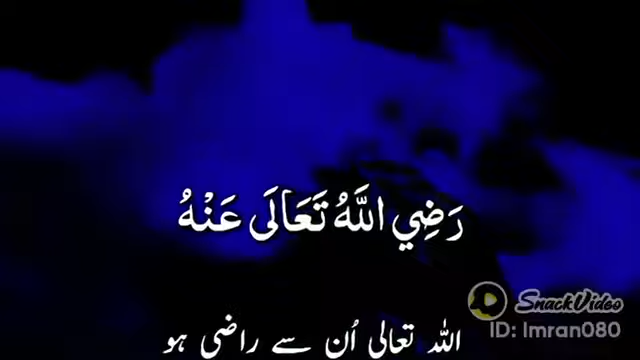 رَضِي اللَّهُ تَعَالَى عَنْهُ
SnackVideo
ID: Imran080
اللہ تعالی اُن سے راضی ہو